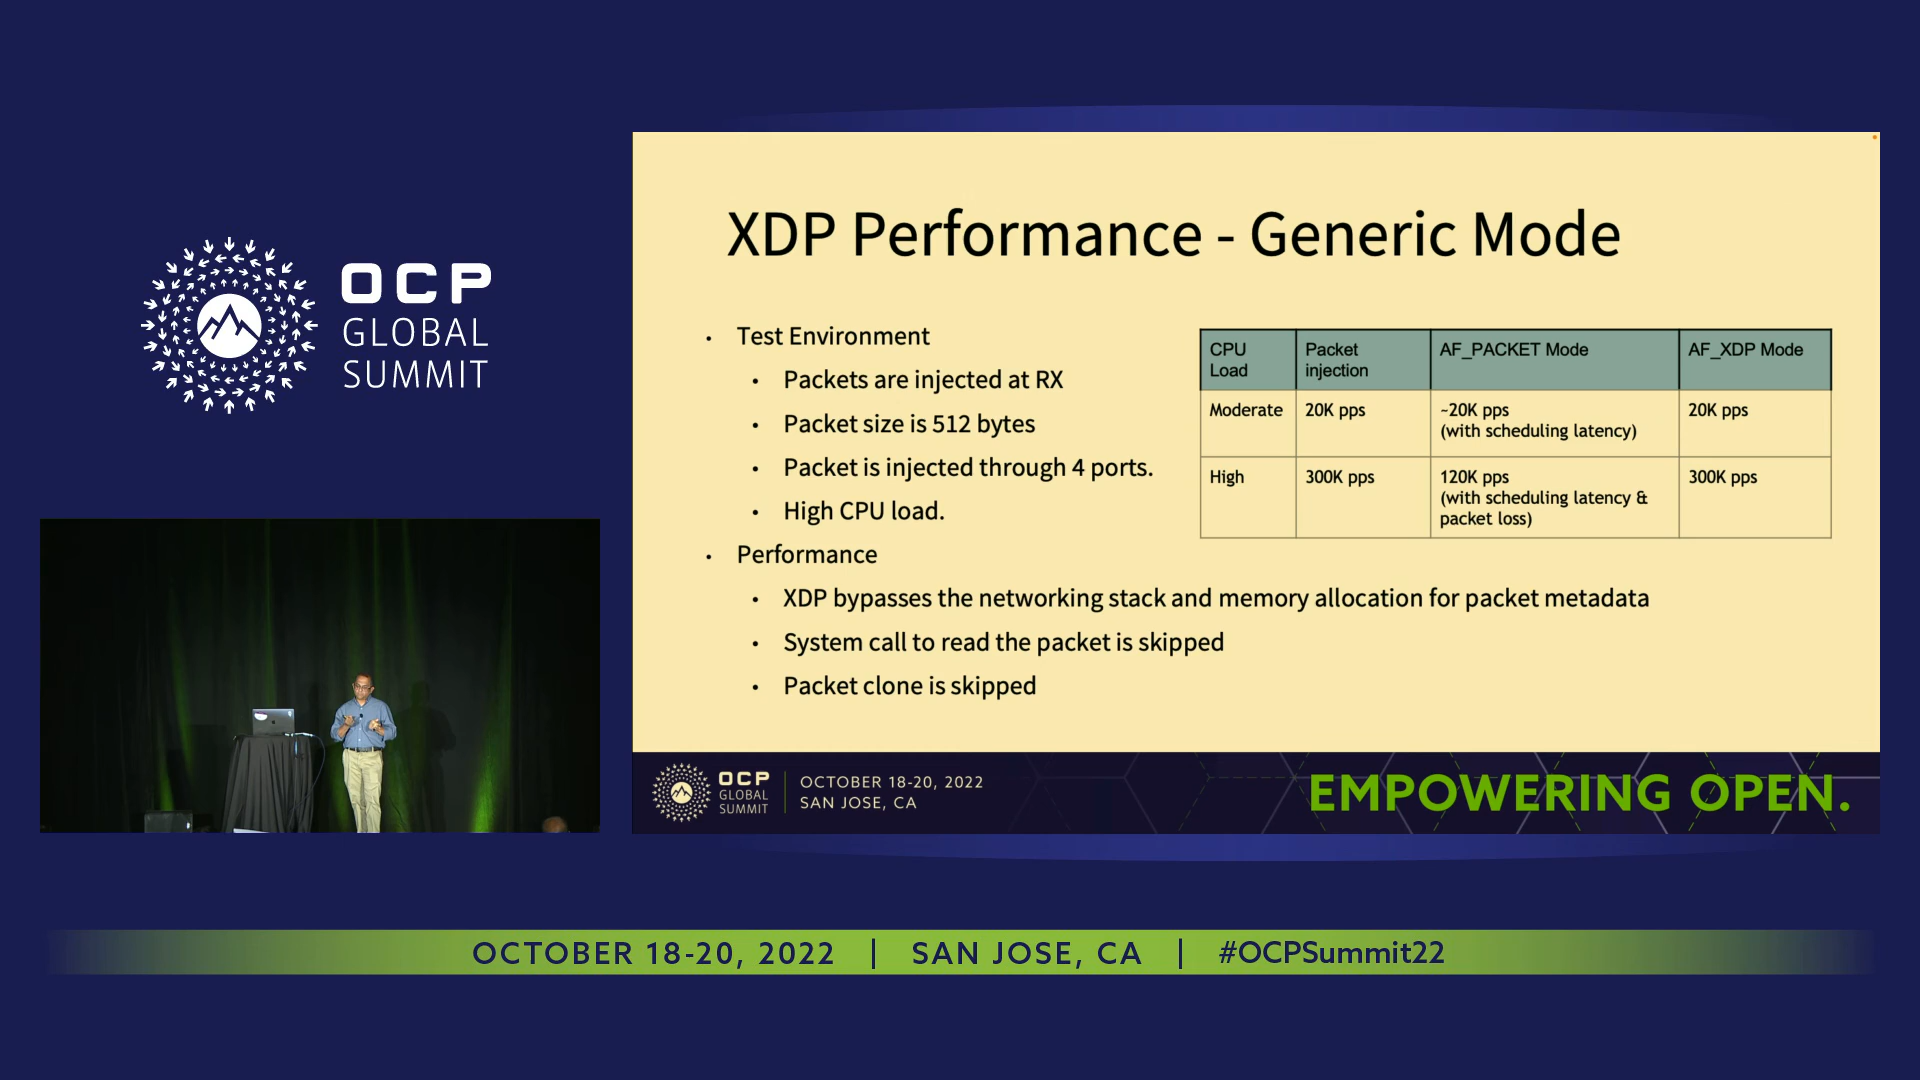 OCP
GLOBAL
SUMMIT
XDP Performance - Generic Mode
• Test Environment
• Packets are injected at RX
• Packet size is 512 bytes
• Packet is injected through 4 ports.
• High CPU load.
CPU Load
Packet injection
AF_PACKET Mode
AF_XDP Mode
Moderate
20K pps
~20K pps
(with scheduling latency)
20K pps
High
300K pps
120K pps
(with scheduling latency &
packet loss)
300K pps
• Performance
• XDP bypasses the networking stack and memory allocation for packet metadata
• System call to read the packet is skipped
• Packet clone is skipped
OCP
GLOBAL
SUMMIT
OCTOBER 18-20, 2022
SAN JOSE, CA
EMPOWERING OPEN.
OCTOBER 18-20, 2022 | SAN JOSE, CA | #OCPSummit22